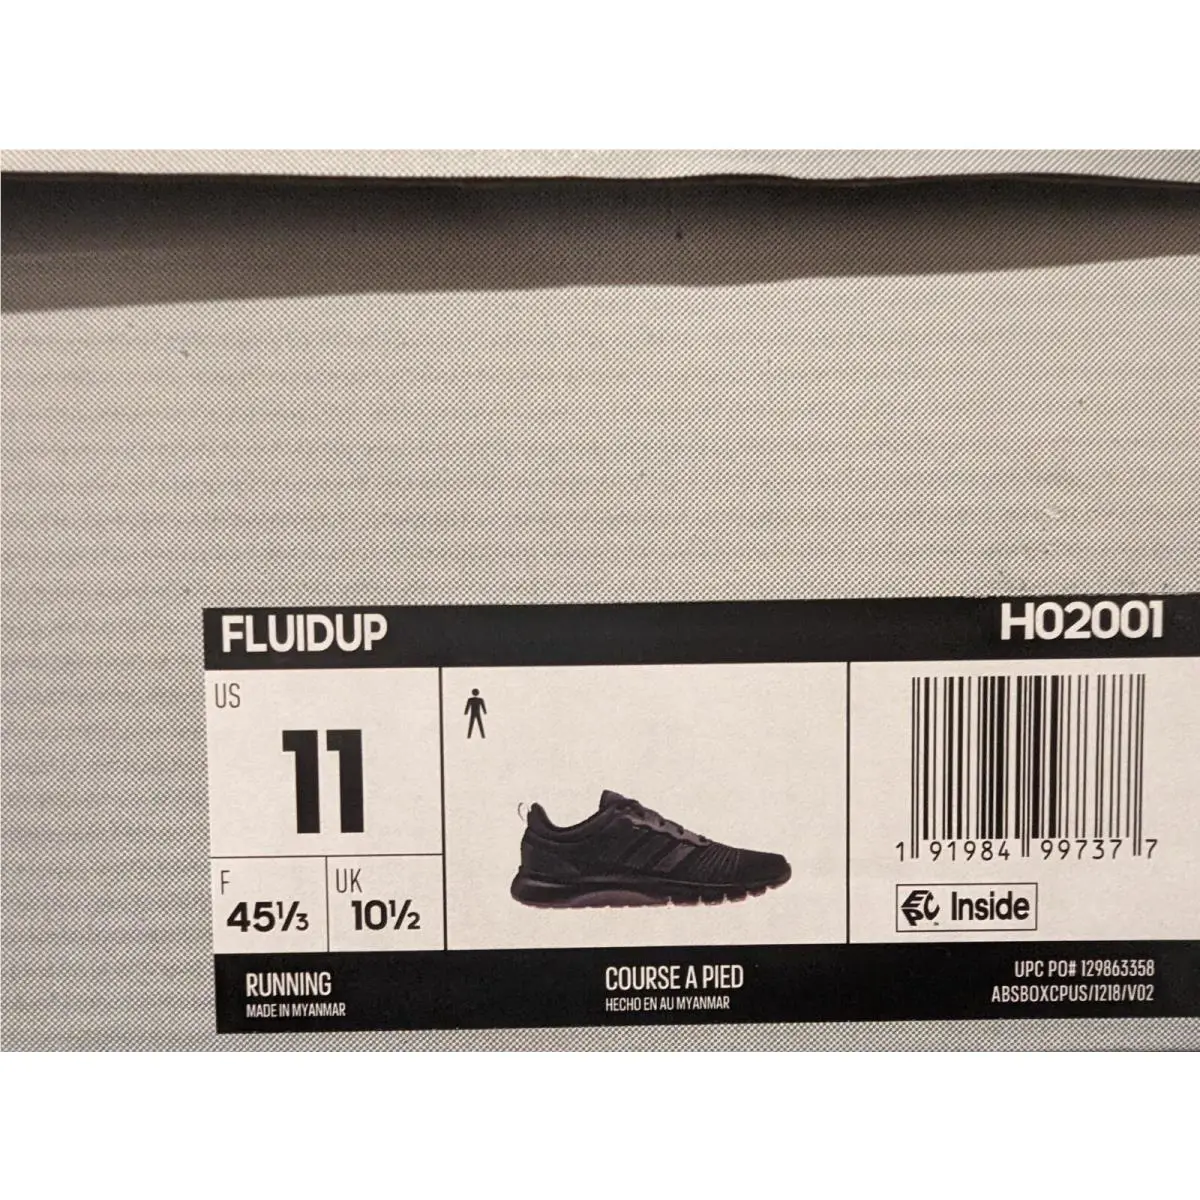 FLUIDUP
H02001
US
11
F
45⅓
UK
10½
1 91984 99737 7
EPC Inside
RUNNING
MADE IN MYANMAR
COURSE A PIED
HECHO EN AU MYANMAR
UPC PO# 129863358
ABSBOXCPUS/1218/V02